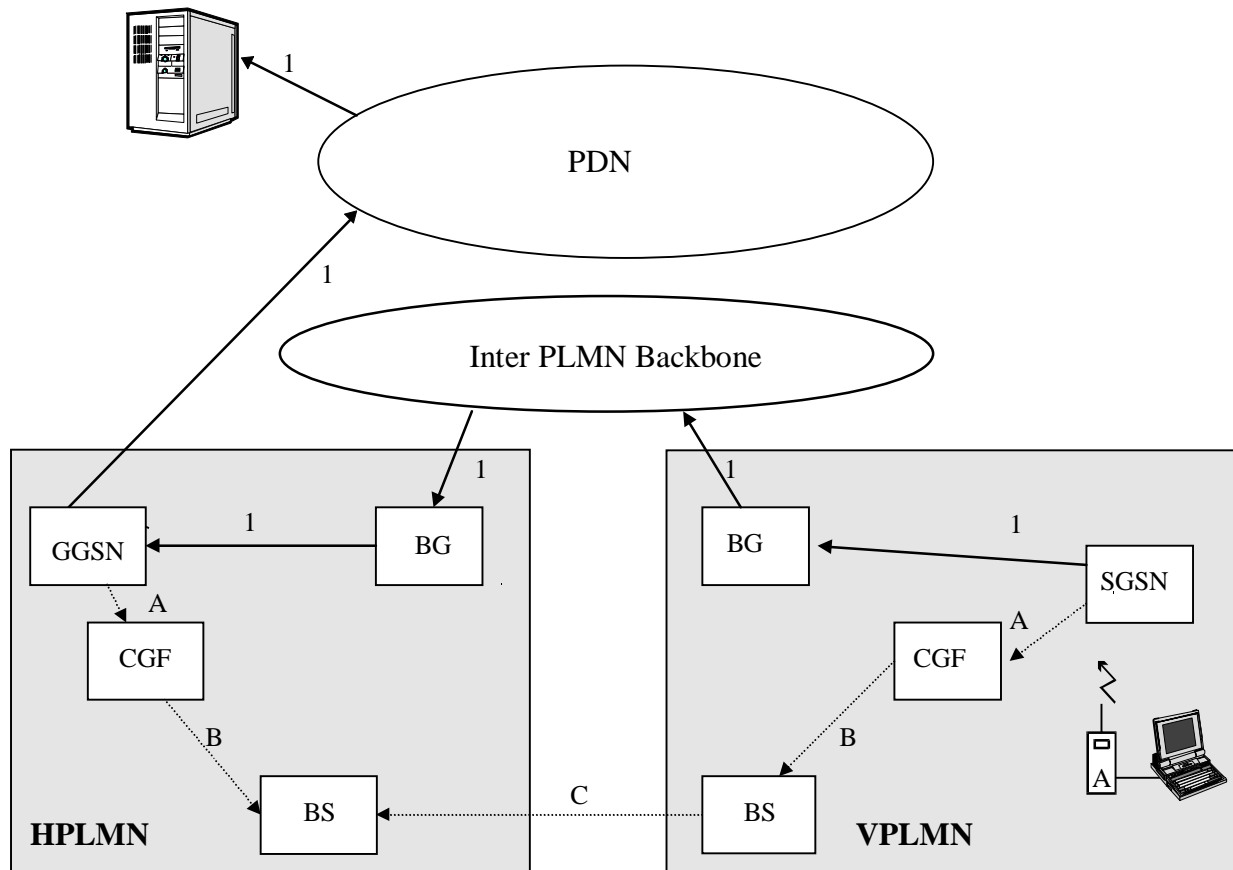 1
PDN
1
Inter PLMN Backbone
1
1
GGSN
1
BG
BG
1
SGSN
A
CGF
A
CGF
B
B
A
BS
C
BS
HPLMN
VPLMN